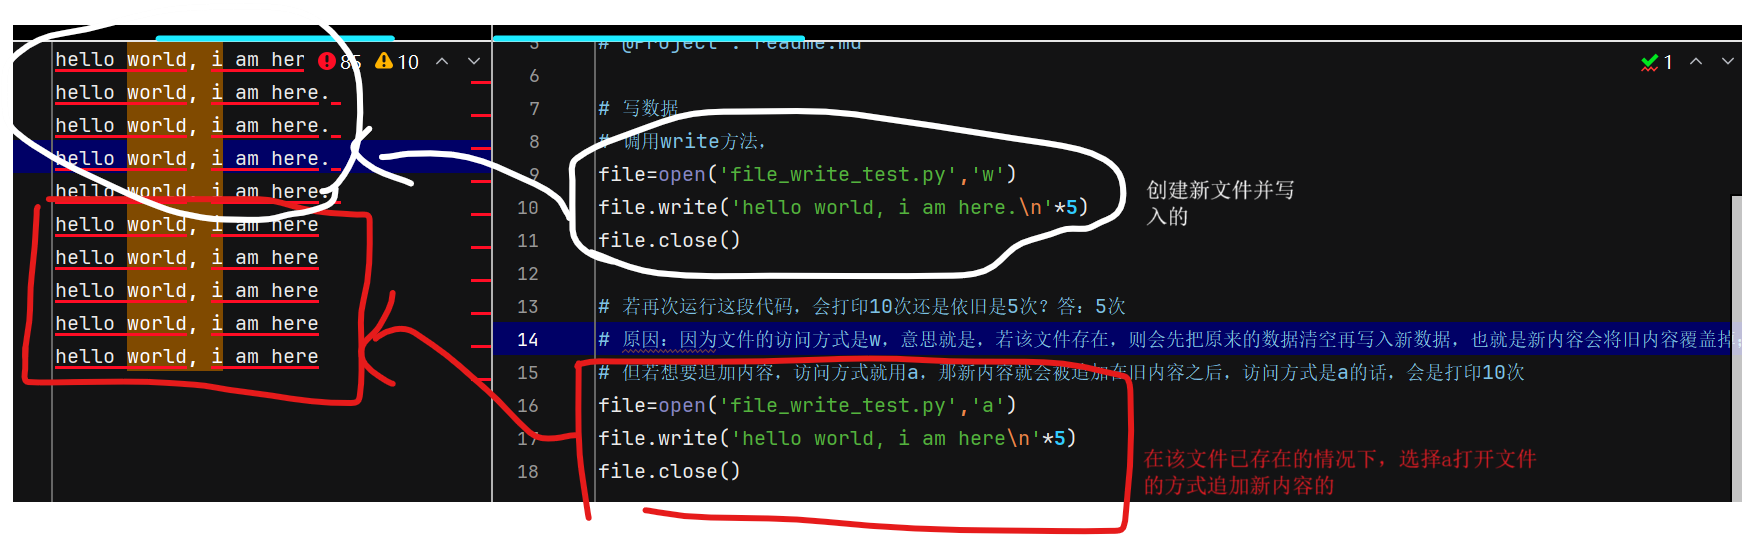 hello world, i am her 85 10
hello world, i am here.
hello world, i am here.
hello world, i am here.
hello world, i am here.
hello world, i am here
hello world, i am here
hello world, i am here
hello world, i am here
hello world, i am here
5 # @Project : readme.md
6 1
7 # 写数据
8 # 调用write方法,
9 file=open('file_write_test.py','w')
10 file.write('hello world, i am here.\n'*5)
11 file.close()
创建新文件并写
入的
12
13 # 若再次运行这段代码，会打印10次还是依旧是5次？答：5次
14 # 原因：因为文件的访问方式是w，意思就是，若该文件存在，则会先把原来的数据清空再写入新数据，也就是新内容会将旧内容覆盖掉；
15 # 但若想要追加内容，访问方式就用a，那新内容就会被追加在旧内容之后，访问方式是a的话，会是打印10次
16 file=open('file_write_test.py','a')
17 file.write('hello world, i am here\n'*5)
18 file.close()
在该文件已存在的情况下，选择a打开文件
的方式追加新内容的